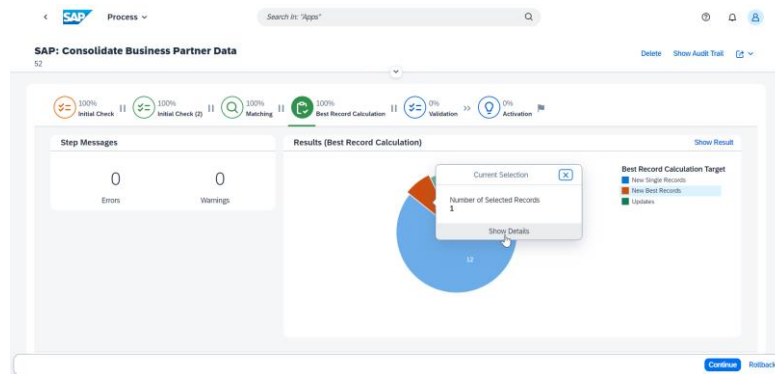 SAP Process
Search In: "Apps"
SAP: Consolidate Business Partner Data
52
Delete Show Audit Trail
100%
Initial Check
100%
Initial Check (2)
100%
Matching
100%
Best Record Calculation
0%
Validation
0%
Activation
Step Messages
0
Errors
0
Warnings
Results (Best Record Calculation)
Show Result
Current Selection
Number of Selected Records
1
Show Details
12
Best Record Calculation Target
New Single Records
New Best Records
Updates
Continue Rollback